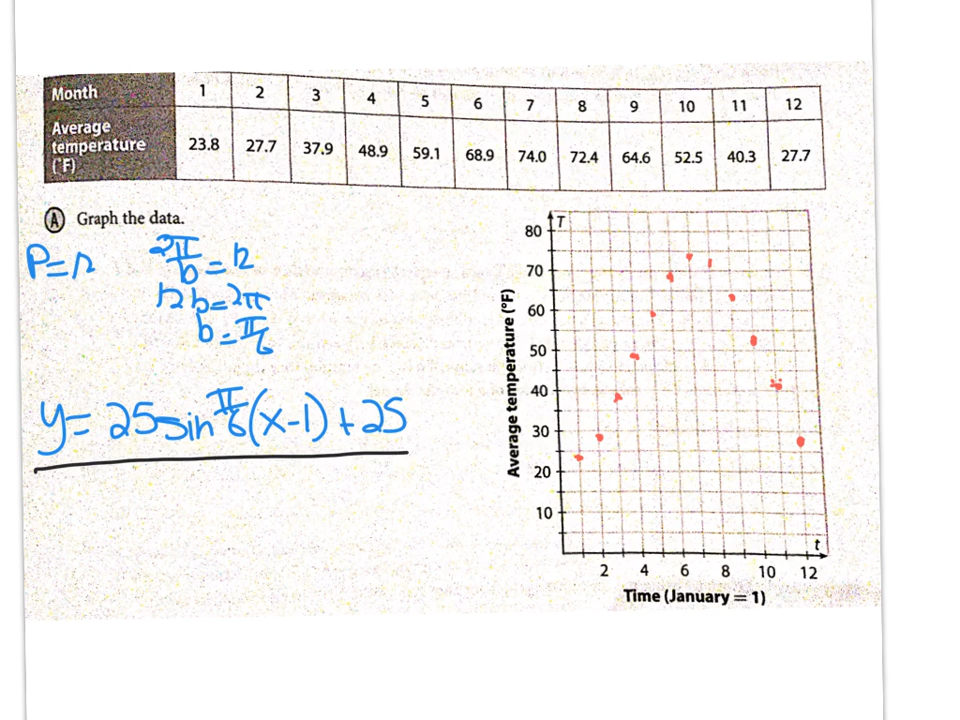 Month 1 2 3 4 5 6 7 8 9 10 11 12
Average temperature (°F) 23.8 27.7 37.9 48.9 59.1 68.9 74.0 72.4 64.6 52.5 40.3 27.7
A Graph the data.
P=12
2π/b = 12
12b=2π
b=π/6
y= 25sin π/6(x-1)+25
T
80
70
60
50
40
30
20
10
Average temperature (°F)
t
2 4 6 8 10 12
Time (January = 1)